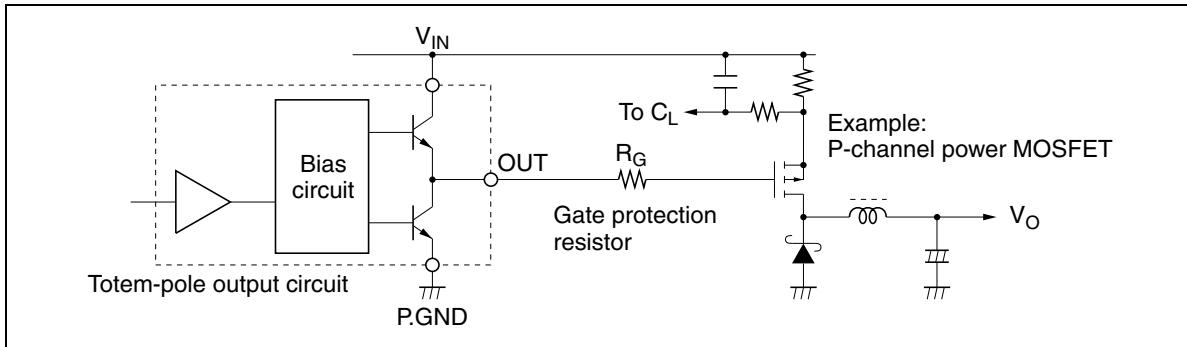 V_IN
To C_L
Example:
P-channel power MOSFET
Bias
circuit
OUT
R_G
Gate protection
resistor
V_O
Totem-pole output circuit
P.GND